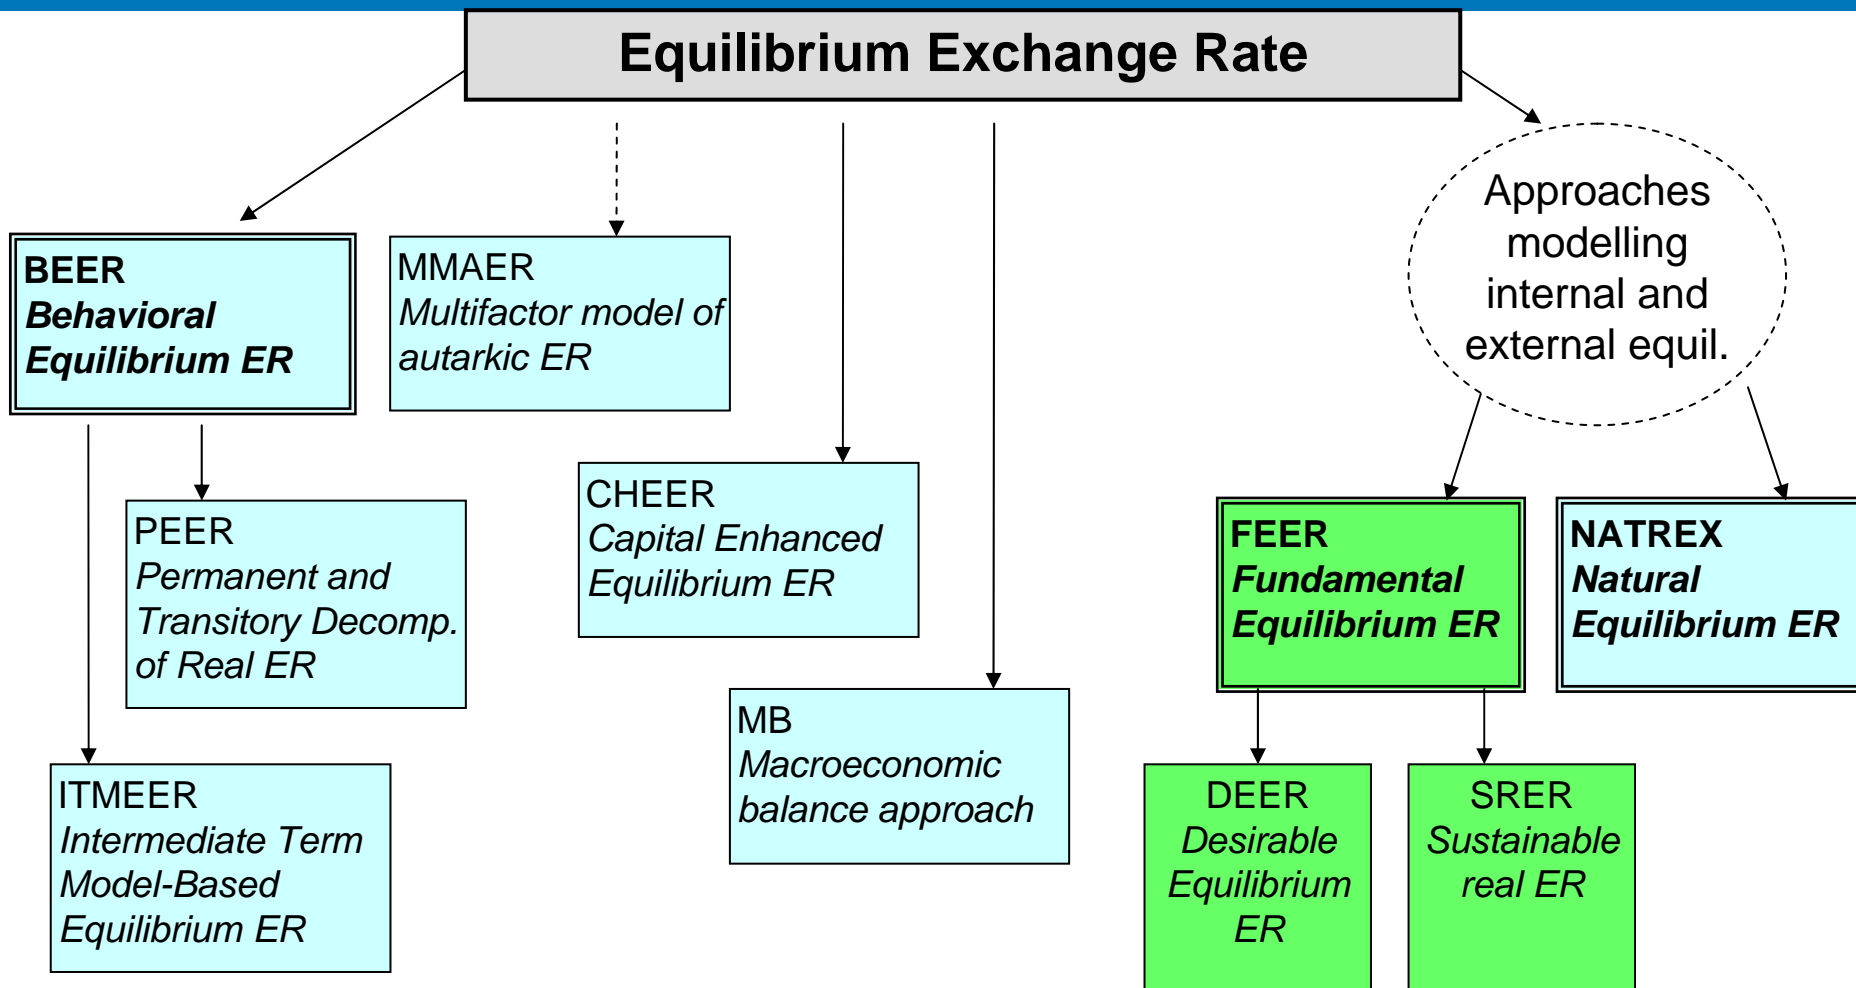 Equilibrium Exchange Rate
Approaches
modelling
internal and
external equil.
BEER
Behavioral
Equilibrium ER
MMAER
Multifactor model of
autarkic ER
PEER
Permanent and
Transitory Decomp.
of Real ER
CHEER
Capital Enhanced
Equilibrium ER
FEER
Fundamental
Equilibrium ER
NATREX
Natural
Equilibrium ER
MB
Macroeconomic
balance approach
ITMEER
Intermediate Term
Model-Based
Equilibrium ER
DEER
Desirable
Equilibrium
ER
SRER
Sustainable
real ER